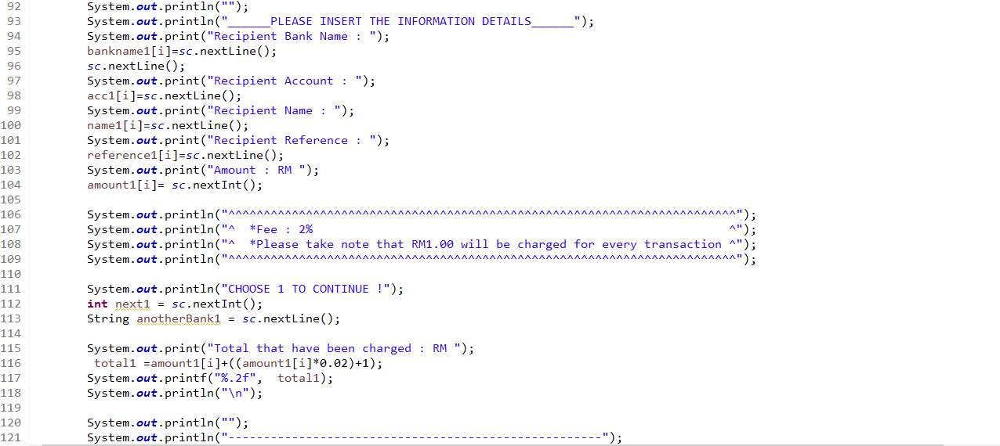 92 System.out.println("");
93 System.out.println("______PLEASE INSERT THE INFORMATION DETAILS______");
94 System.out.print("Recipient Bank Name : ");
95 bankname1[i]=sc.nextLine();
96 sc.nextLine();
97 System.out.print("Recipient Account : ");
98 acc1[i]=sc.nextLine();
99 System.out.print("Recipient Name : ");
100 name1[i]=sc.nextLine();
101 System.out.print("Recipient Reference : ");
102 reference1[i]=sc.nextLine();
103 System.out.print("Amount : RM ");
104 amount1[i]= sc.nextInt();
105
106 System.out.println("^^^^^^^^^^^^^^^^^^^^^^^^^^^^^^^^^^^^^^^^^^^^^^^^^^^^^^^^^^^^^^^^^^^^^^^^");
107 System.out.println("^  *Fee : 2%                                                           ^");
108 System.out.println("^  *Please take note that RM1.00 will be charged for every transaction ^");
109 System.out.println("^^^^^^^^^^^^^^^^^^^^^^^^^^^^^^^^^^^^^^^^^^^^^^^^^^^^^^^^^^^^^^^^^^^^^^^^");
110
111 System.out.println("CHOOSE 1 TO CONTINUE !");
112 int next1 = sc.nextInt();
113 String anotherBank1 = sc.nextLine();
114
115 System.out.print("Total that have been charged : RM ");
116 total1 =amount1[i]+((amount1[i]*0.02)+1);
117 System.out.printf("%.2f",  total1);
118 System.out.println("\n");
119
120 System.out.println("");
121 System.out.println("-----------------------------------------------------");